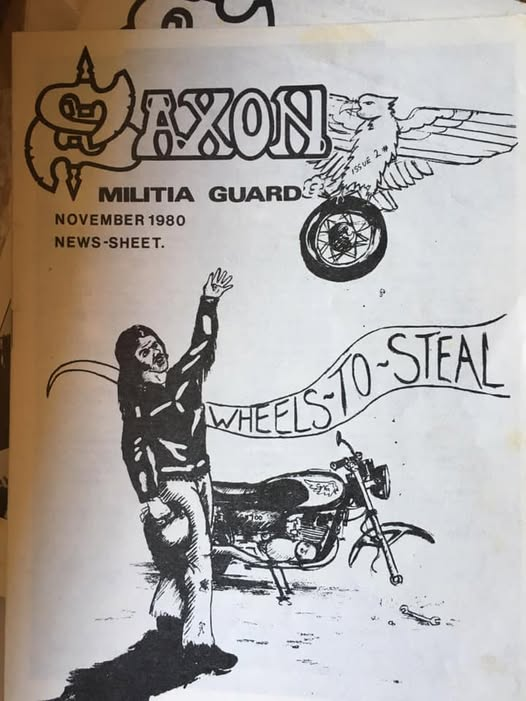 SAXON
ISSUE 2
MILITIA GUARD
NOVEMBER 1980
NEWS-SHEET.
WHEELS-TO-STEAL